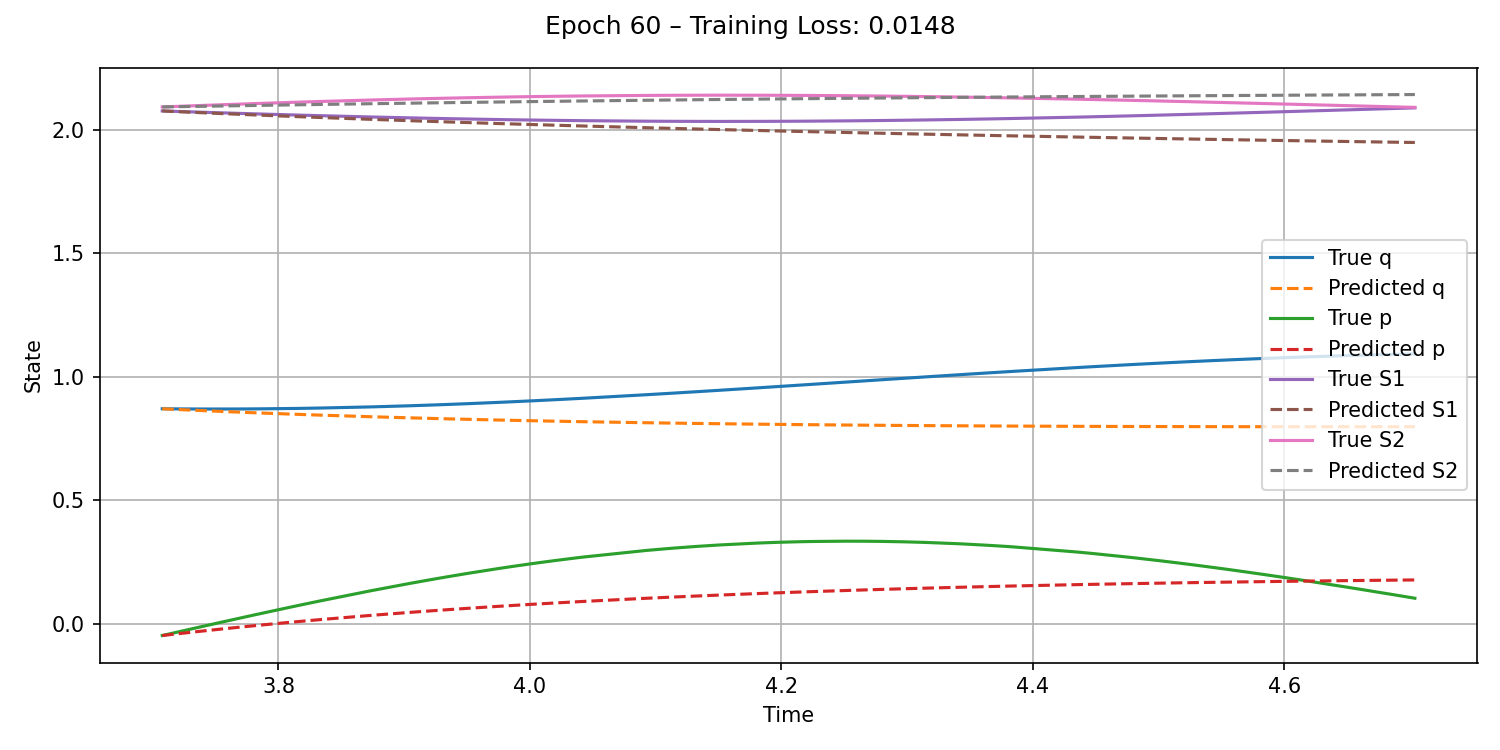 Epoch 60 – Training Loss: 0.0148
2.0
1.5
1.0
0.5
0.0
State
3.8
4.0
4.2
4.4
4.6
Time
True q
Predicted q
True p
Predicted p
True S1
Predicted S1
True S2
Predicted S2